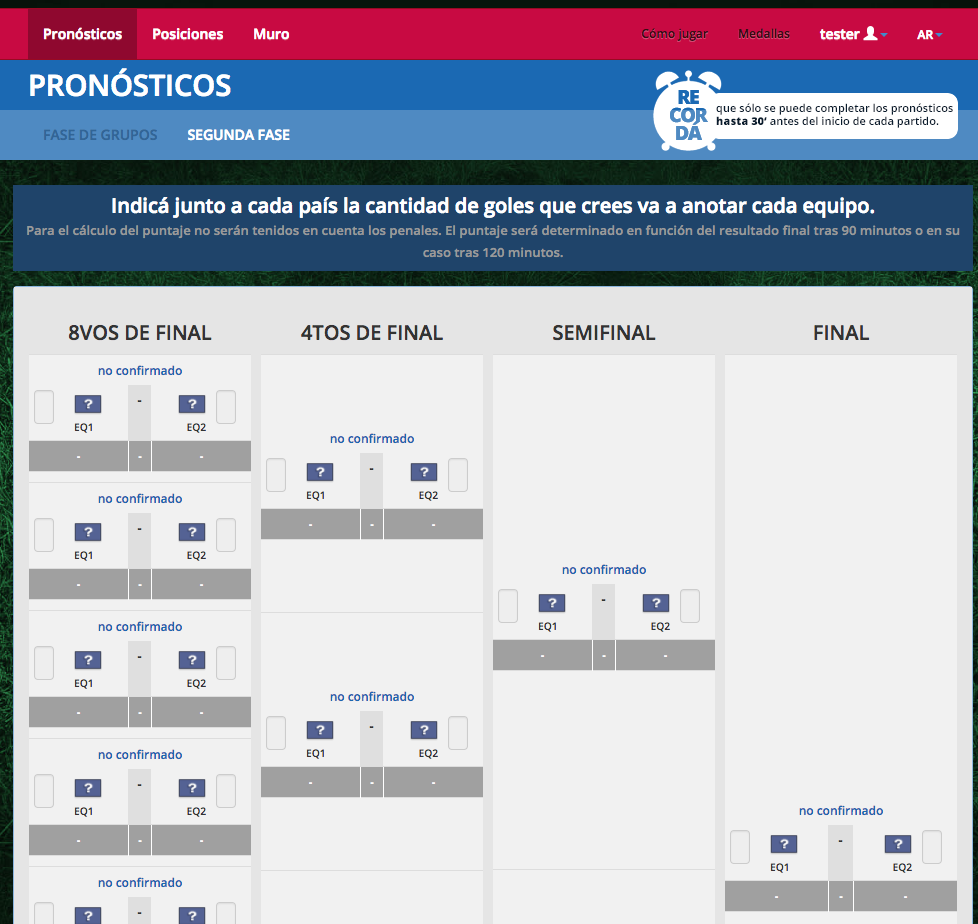 Pronósticos Posiciones Muro Cómo jugar Medallas tester AR
PRONÓSTICOS
RE
COR
DÁ
que sólo se puede completar los pronósticos
hasta 30' antes del inicio de cada partido.
FASE DE GRUPOS SEGUNDA FASE
Indicá junto a cada país la cantidad de goles que crees va a anotar cada equipo.
Para el cálculo del puntaje no serán tenidos en cuenta los penales. El puntaje será determinado en función del resultado final tras 90 minutos o en su
caso tras 120 minutos.
8VOS DE FINAL
no confirmado
? - ?
EQ1 EQ2
- - -
no confirmado
? - ?
EQ1 EQ2
- - -
no confirmado
? - ?
EQ1 EQ2
- - -
no confirmado
? - ?
EQ1 EQ2
- - -
no confirmado
? - ?
4TOS DE FINAL
no confirmado
? - ?
EQ1 EQ2
- - -
no confirmado
? - ?
EQ1 EQ2
- - -
SEMIFINAL
no confirmado
? - ?
EQ1 EQ2
- - -
FINAL
no confirmado
? - ?
EQ1 EQ2
- - -